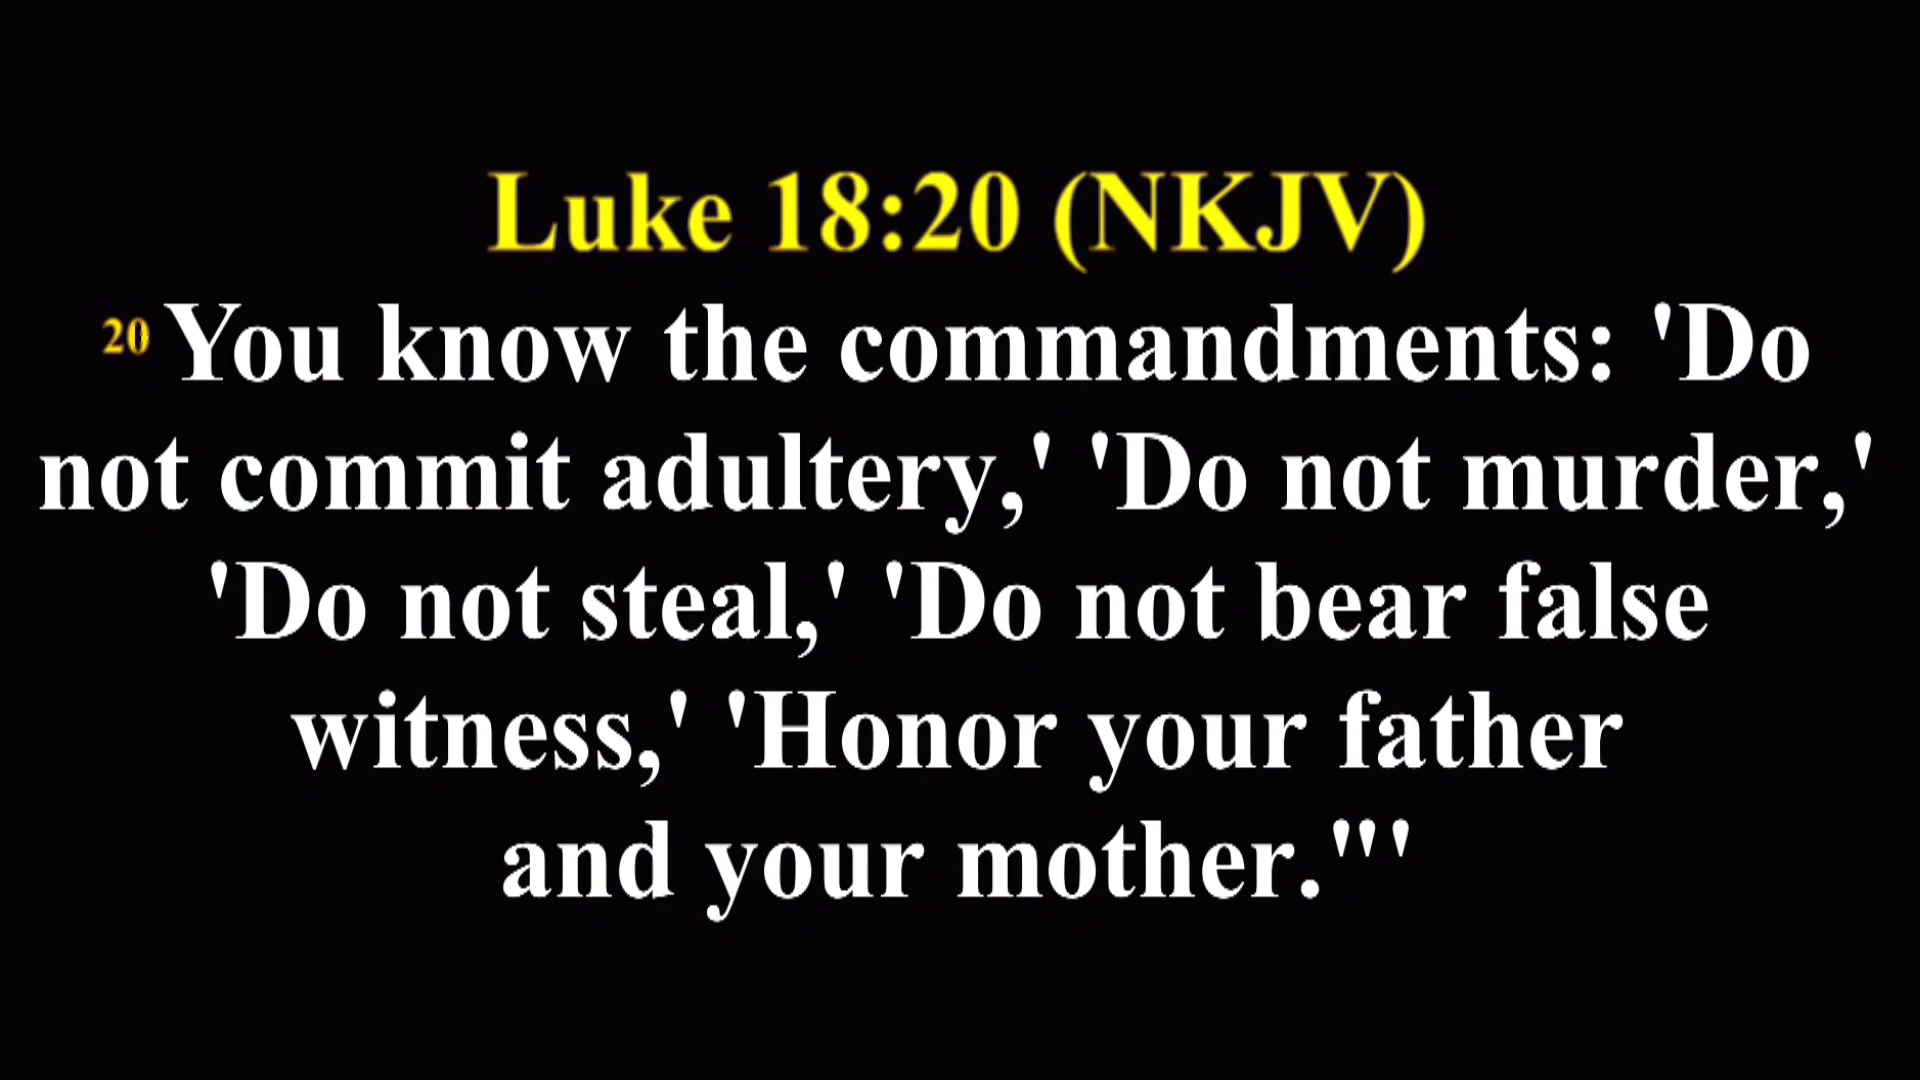 Luke 18:20 (NKJV)
20 You know the commandments: 'Do
not commit adultery,' 'Do not murder,'
'Do not steal,' 'Do not bear false
witness,' 'Honor your father
and your mother."'